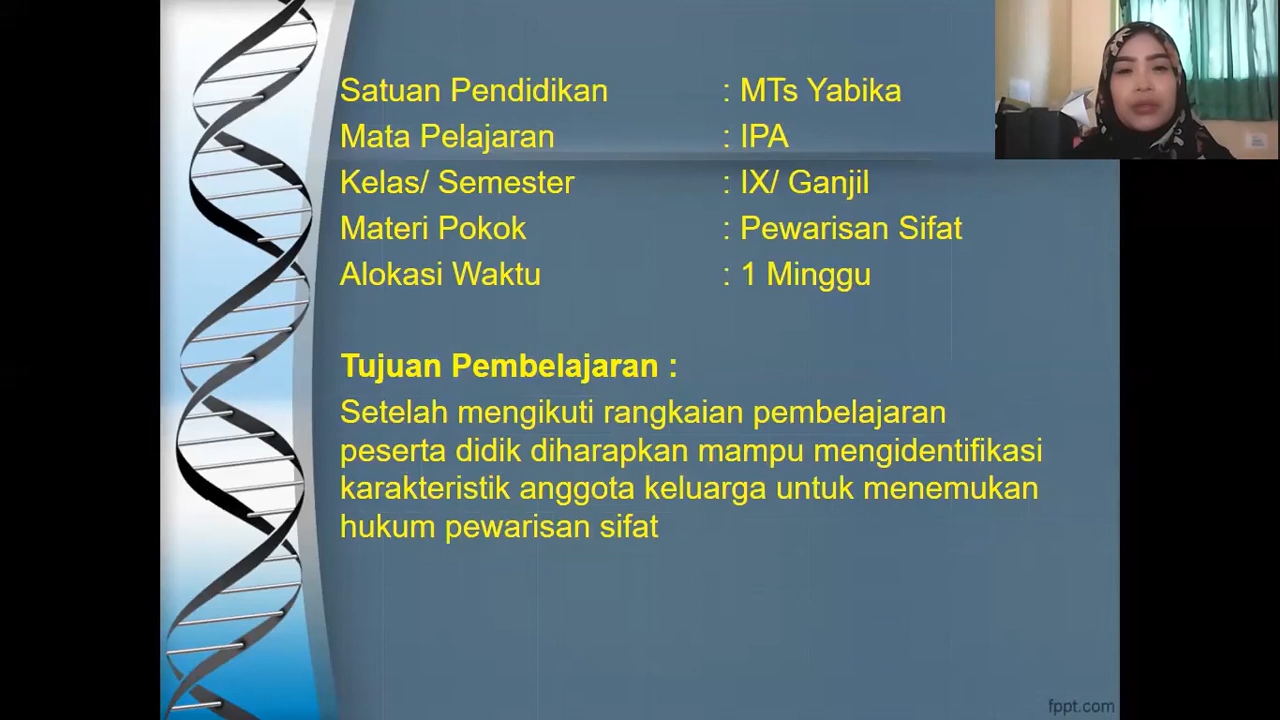 Satuan Pendidikan : MTs Yabika
Mata Pelajaran : IPA
Kelas/ Semester : IX/ Ganjil
Materi Pokok : Pewarisan Sifat
Alokasi Waktu : 1 Minggu
Tujuan Pembelajaran :
Setelah mengikuti rangkaian pembelajaran
peserta didik diharapkan mampu mengidentifikasi
karakteristik anggota keluarga untuk menemukan
hukum pewarisan sifat
fppt.com